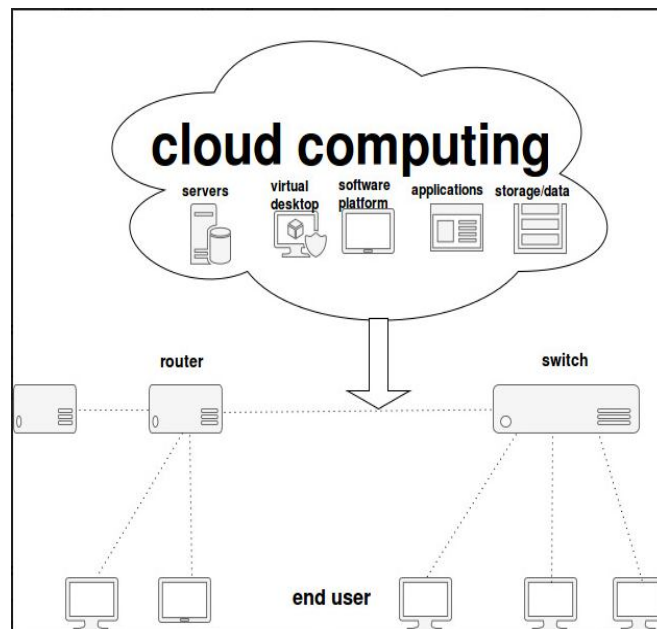 cloud computing
servers
virtual
desktop
software
platform
applications
storage/data
router
switch
end user